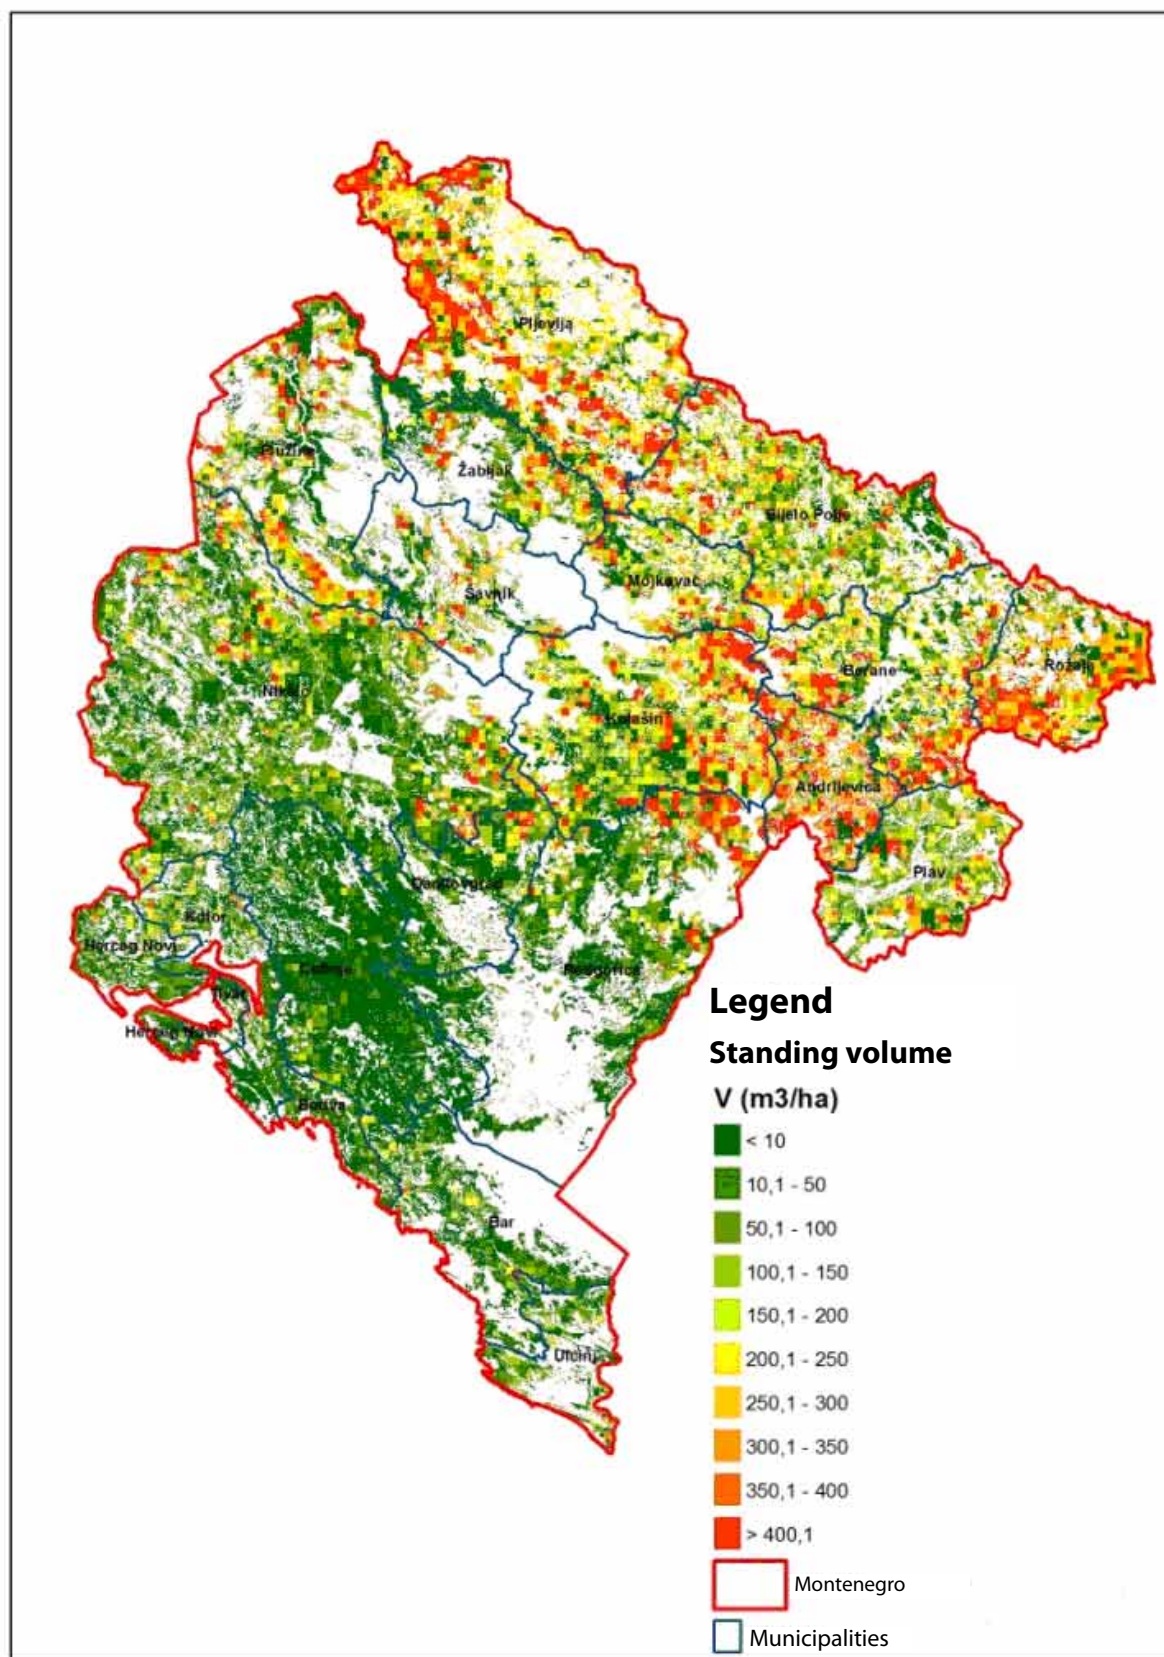 Pljevlja
Plužine
Žabljak
Bijelo Polje
Mojkovac
Šavnik
Berane
Rožaje
Nikšić
Kolašin
Andrijevica
Danilovgrad
Plav
Kotor
Herceg Novi
Cetinje
Podgorica
Tivat
Herceg Novi
Budva
Bar
Ulcinj
Legend
Standing volume
V (m3/ha)
< 10
10,1 - 50
50,1 - 100
100,1 - 150
150,1 - 200
200,1 - 250
250,1 - 300
300,1 - 350
350,1 - 400
> 400,1
Montenegro
Municipalities